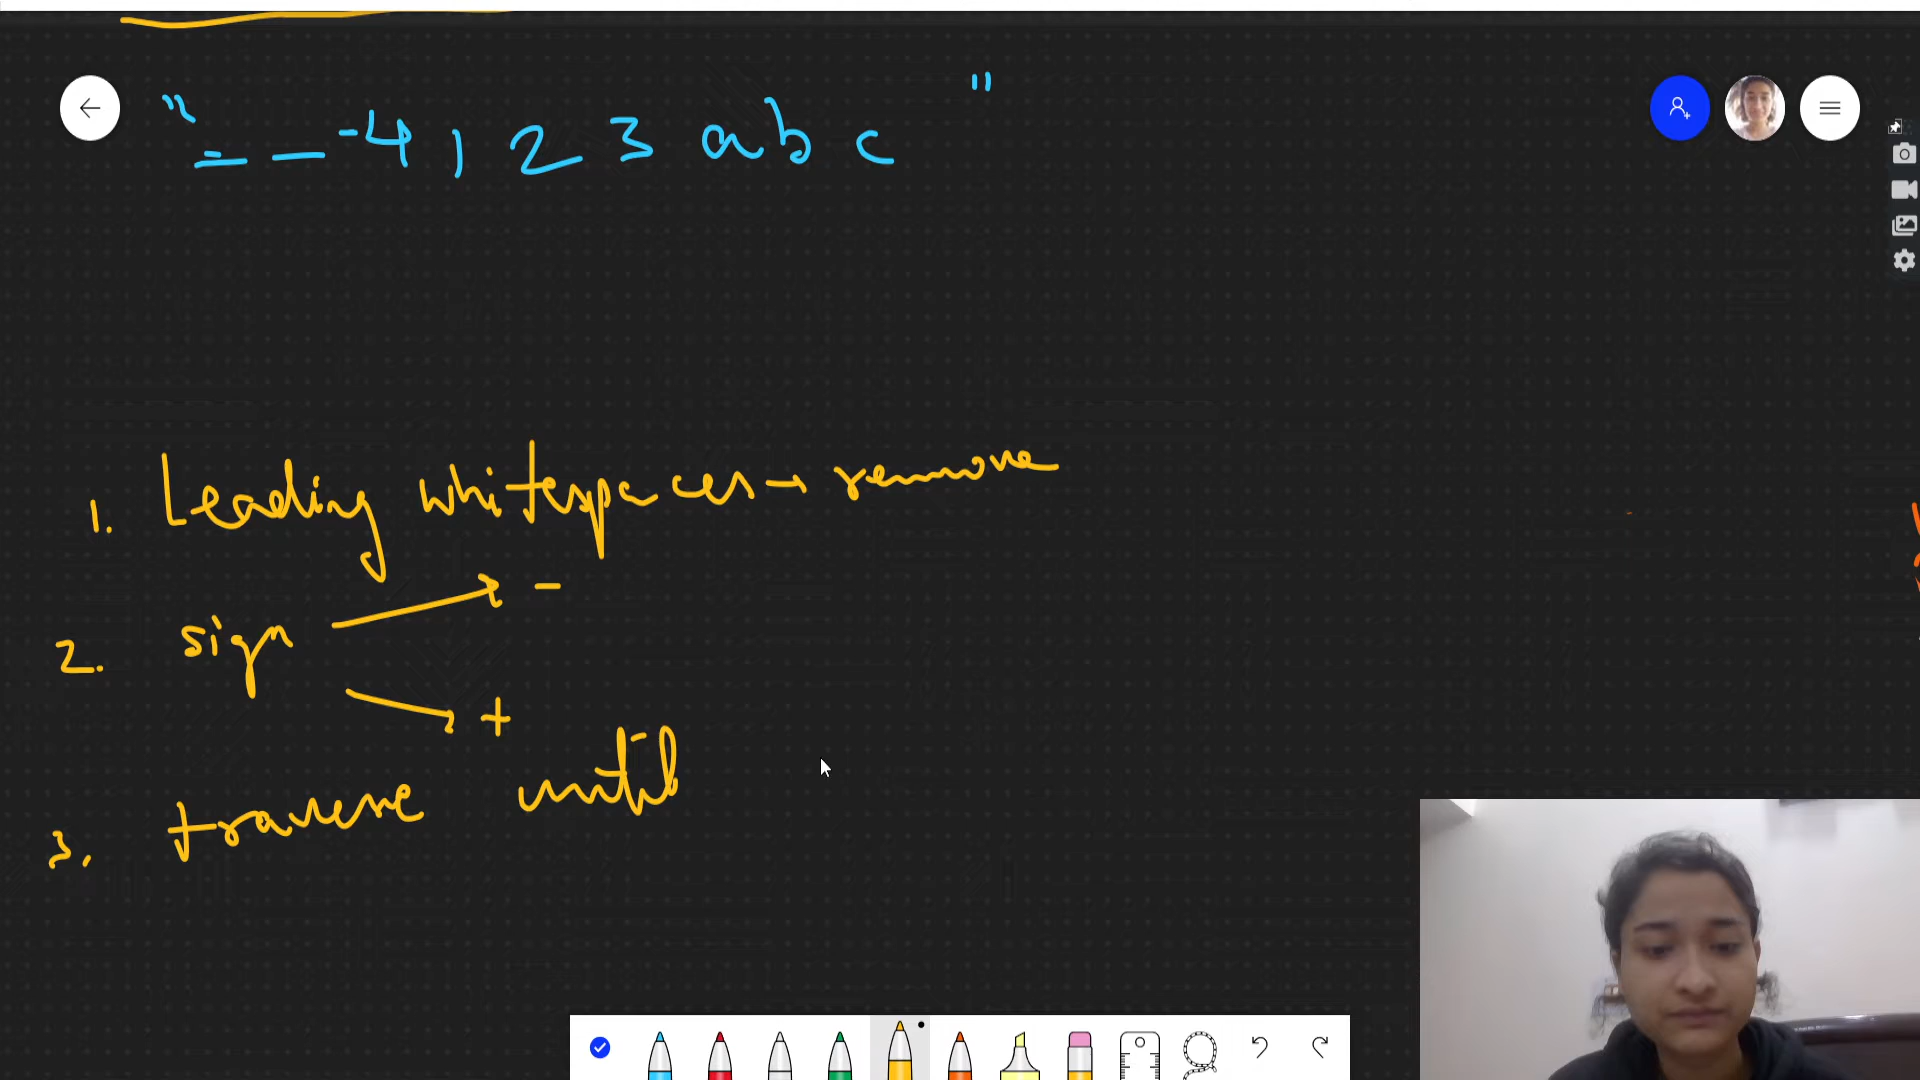 "_ _ -4 1 2 3 a b c "
1. Leading whitespaces → remove
2. sign → -
→ +
3. traverse until